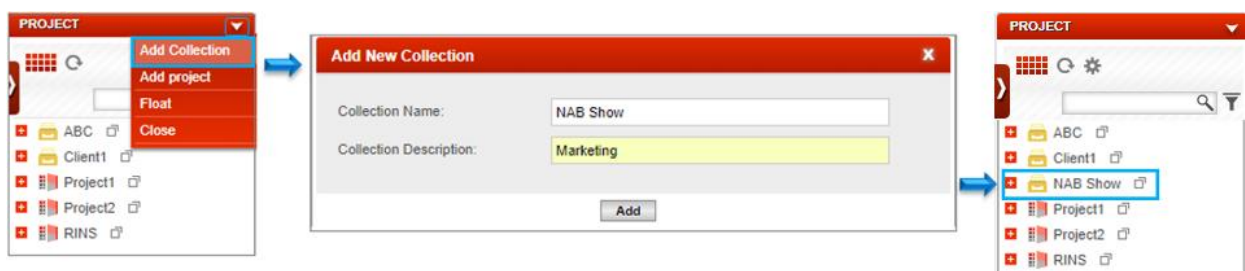 PROJECT
Add Collection
Add project
Float
Close
ABC
Client1
Project1
Project2
RINS
Add New Collection
x
Collection Name:
NAB Show
Collection Description:
Marketing
Add
PROJECT
ABC
Client1
NAB Show
Project1
Project2
RINS